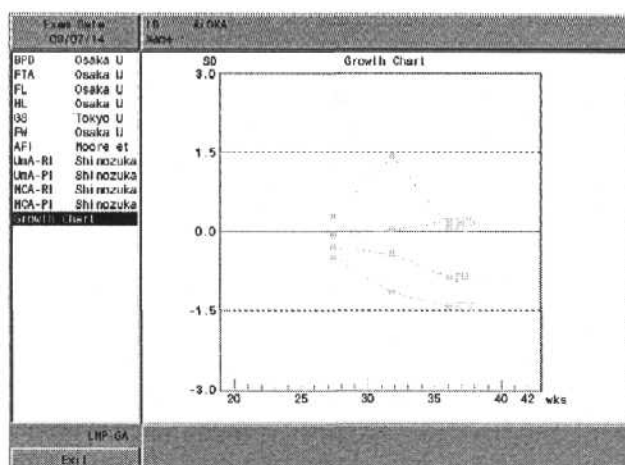 Exam Date
09/07/14
ID ALOKA
Name
BPD Osaka U
FTA Osaka U
FL Osaka U
HL Osaka U
GS Tokyo U
FW Osaka U
AFI Moore et
UmA-RI Shinozuka
UmA-PI Shinozuka
MCA-RI Shinozuka
MCA-PI Shinozuka
Growth Chart
SD Growth Chart
3.0
1.5
0.0
-1.5
-3.0
20 25 30 35 40 42 wks
LMP-GA
Exit